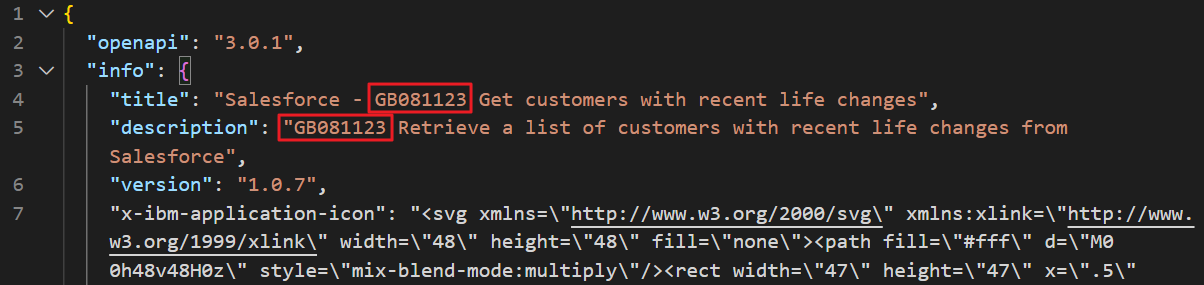 1 {
2 "openapi": "3.0.1",
3 "info": {
4 "title": "Salesforce - GB081123 Get customers with recent life changes",
5 "description": "GB081123 Retrieve a list of customers with recent life changes from
Salesforce",
6 "version": "1.0.7",
7 "x-ibm-application-icon": "<svg xmlns=\"http://www.w3.org/2000/svg\" xmlns:xlink=\"http://www.
w3.org/1999/xlink\" width=\"48\" height=\"48\" fill=\"none\"><path fill=\"#fff\" d=\"M0
0h48v48H0z\" style=\"mix-blend-mode:multiply\"/><rect width=\"47\" height=\"47\" x=\".5\"